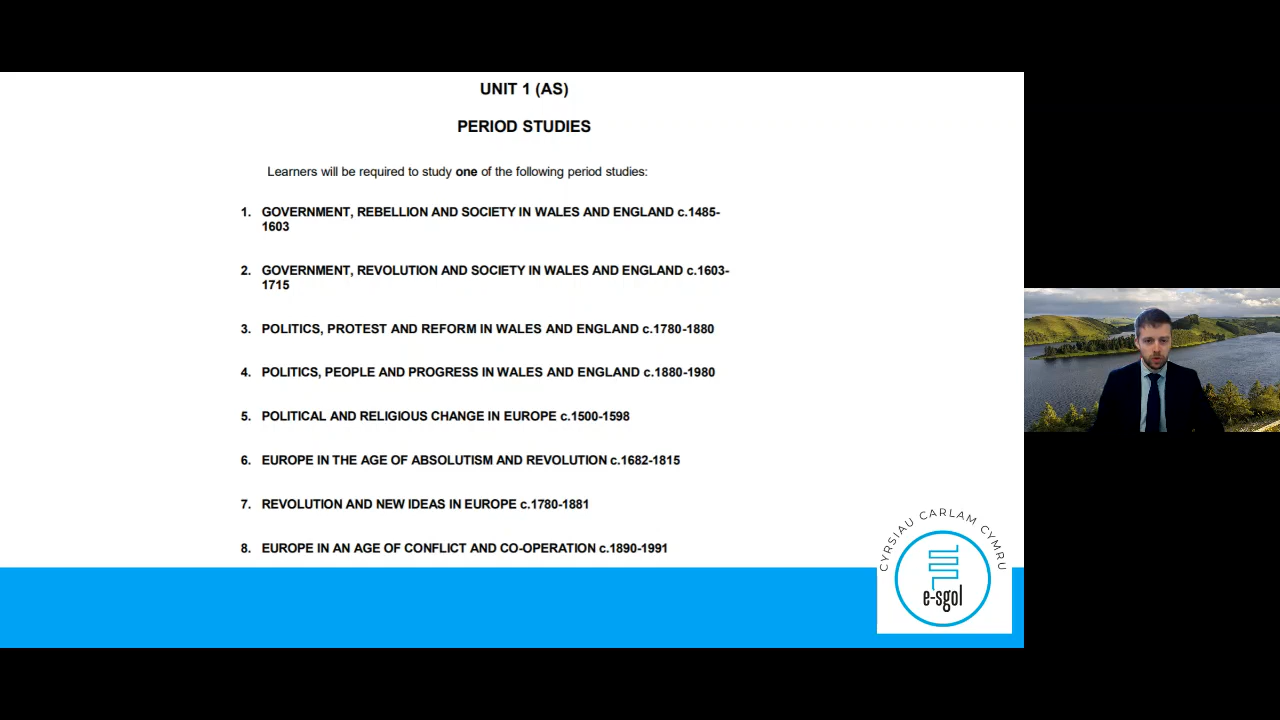 UNIT 1 (AS)
PERIOD STUDIES
Learners will be required to study one of the following period studies:
1. GOVERNMENT, REBELLION AND SOCIETY IN WALES AND ENGLAND c.1485-
1603
2. GOVERNMENT, REVOLUTION AND SOCIETY IN WALES AND ENGLAND c.1603-
1715
3. POLITICS, PROTEST AND REFORM IN WALES AND ENGLAND c.1780-1880
4. POLITICS, PEOPLE AND PROGRESS IN WALES AND ENGLAND c.1880-1980
5. POLITICAL AND RELIGIOUS CHANGE IN EUROPE c.1500-1598
6. EUROPE IN THE AGE OF ABSOLUTISM AND REVOLUTION c.1682-1815
7. REVOLUTION AND NEW IDEAS IN EUROPE c.1780-1881
8. EUROPE IN AN AGE OF CONFLICT AND CO-OPERATION c.1890-1991
CYRSIAU CARLAM CYMRU
e-sgol